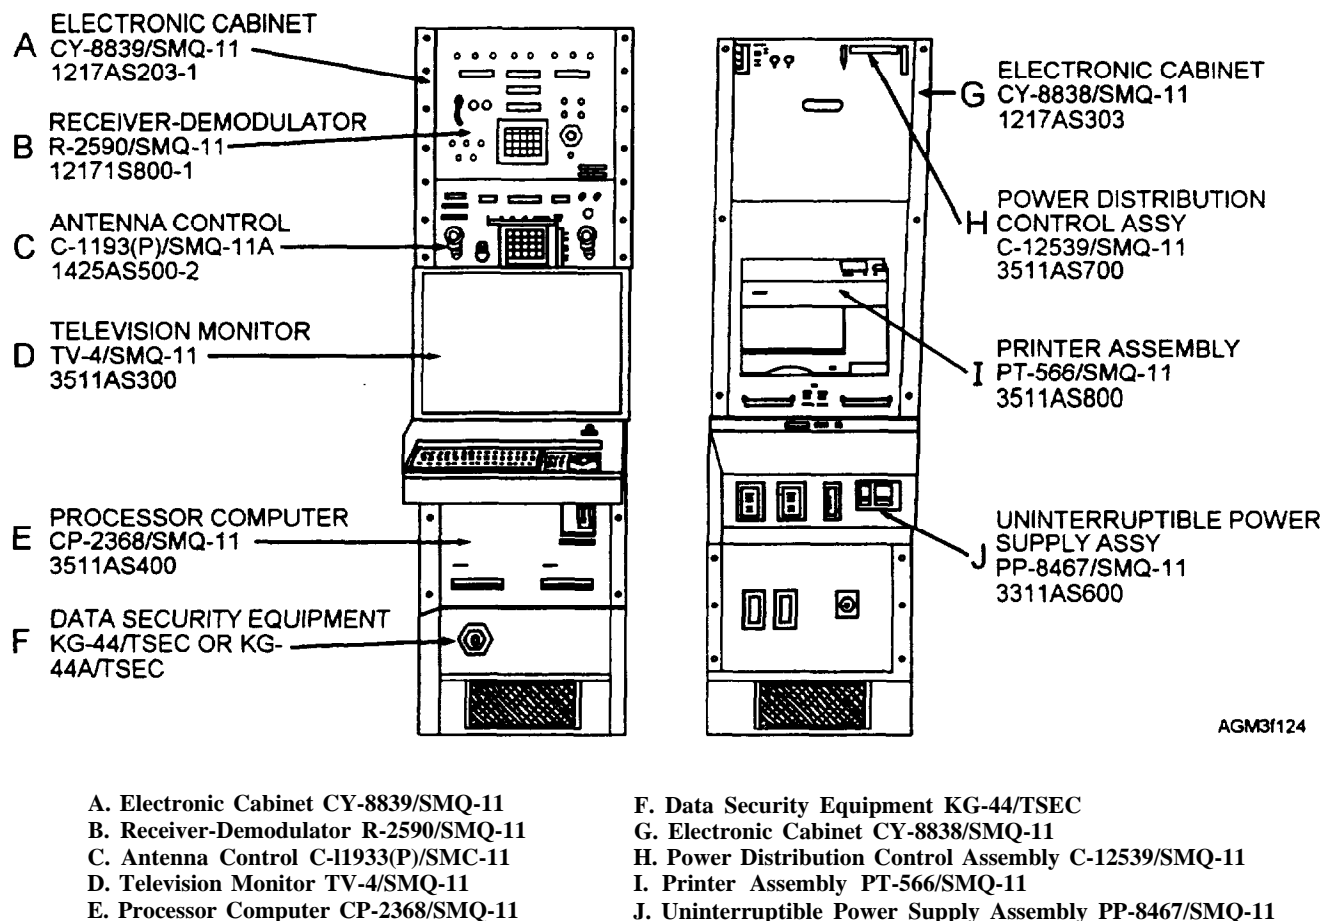 A
ELECTRONIC CABINET
CY-8839/SMQ-11
1217AS203-1
B
RECEIVER-DEMODULATOR
R-2590/SMQ-11
12171S800-1
C
ANTENNA CONTROL
C-1193(P)/SMQ-11A
1425AS500-2
D
TELEVISION MONITOR
TV-4/SMQ-11
3511AS300
E
PROCESSOR COMPUTER
CP-2368/SMQ-11
3511AS400
F
DATA SECURITY EQUIPMENT
KG-44/TSEC OR KG-
44A/TSEC
G
ELECTRONIC CABINET
CY-8838/SMQ-11
1217AS303
H
POWER DISTRIBUTION
CONTROL ASSY
C-12539/SMQ-11
3511AS700
I
PRINTER ASSEMBLY
PT-566/SMQ-11
3511AS800
J
UNINTERRUPTIBLE POWER
SUPPLY ASSY
PP-8467/SMQ-11
3311AS600
AGM3f124
A. Electronic Cabinet CY-8839/SMQ-11
B. Receiver-Demodulator R-2590/SMQ-11
C. Antenna Control C-l1933(P)/SMC-11
D. Television Monitor TV-4/SMQ-11
E. Processor Computer CP-2368/SMQ-11
F. Data Security Equipment KG-44/TSEC
G. Electronic Cabinet CY-8838/SMQ-11
H. Power Distribution Control Assembly C-12539/SMQ-11
I. Printer Assembly PT-566/SMQ-11
J. Uninterruptible Power Supply Assembly PP-8467/SMQ-11